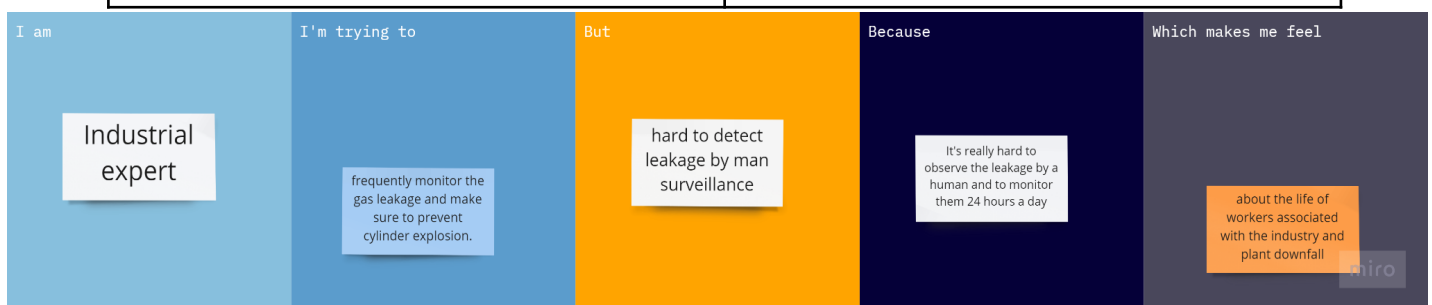 I am
Industrial
expert
I'm trying to
frequently monitor the
gas leakage and make
sure to prevent
cylinder explosion.
But
hard to detect
leakage by man
surveillance
Because
It's really hard to
observe the leakage by a
human and to monitor
them 24 hours a day
Which makes me feel
about the life of
workers associated
with the industry and
plant downfall
miro